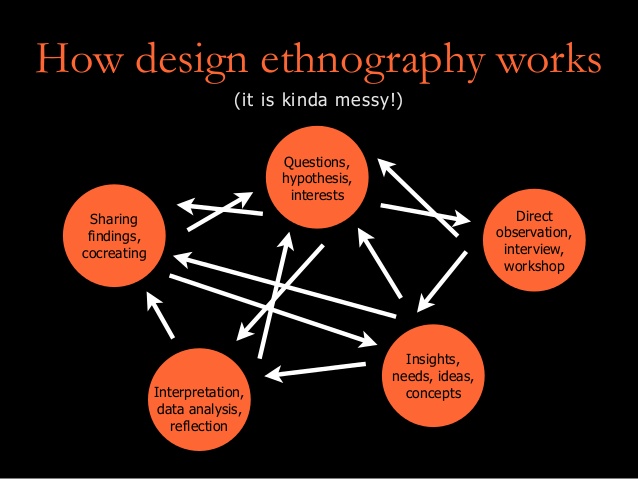 How design ethnography works
(it is kinda messy!)
Questions,
hypothesis,
interests
Sharing
findings,
cocreating
Direct
observation,
interview,
workshop
Insights,
needs, ideas,
concepts
Interpretation,
data analysis,
reflection